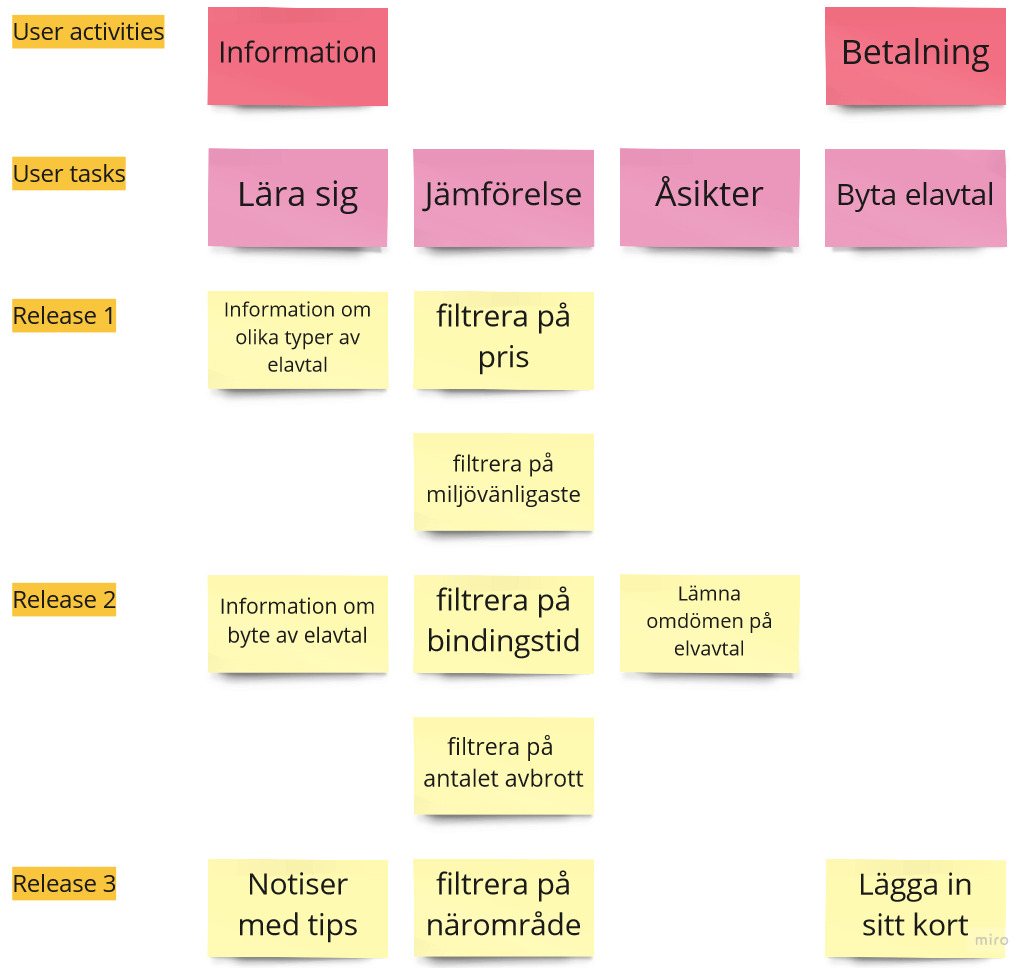 User activities
Information
Betalning
User tasks
Lära sig
Jämförelse
Åsikter
Byta elavtal
Release 1
Information om
olika typer av
elavtal
filtrera på
pris
filtrera på
miljövänligaste
Release 2
Information om
byte av elavtal
filtrera på
bindingstid
Lämna
omdömen på
elvavtal
filtrera på
antalet avbrott
Release 3
Notiser
med tips
filtrera på
närområde
Lägga in
sitt kort
miro